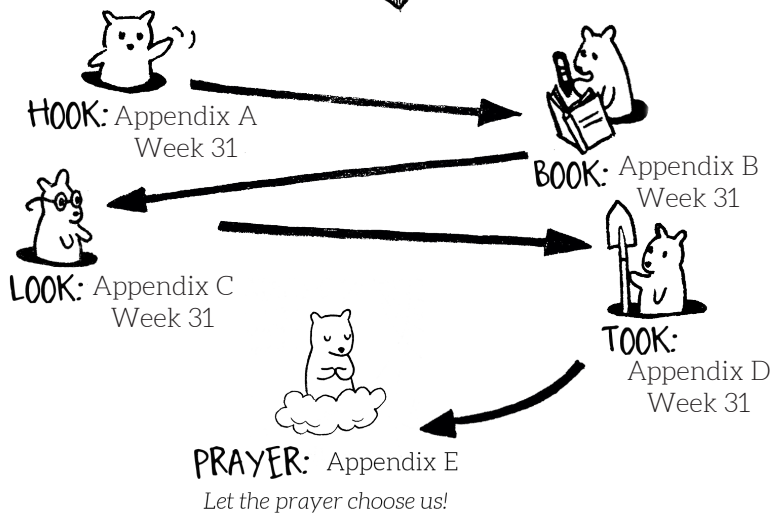 HOOK: Appendix A
Week 31
BOOK: Appendix B
Week 31
LOOK: Appendix C
Week 31
TOOK:
Appendix D
Week 31
PRAYER: Appendix E
Let the prayer choose us!